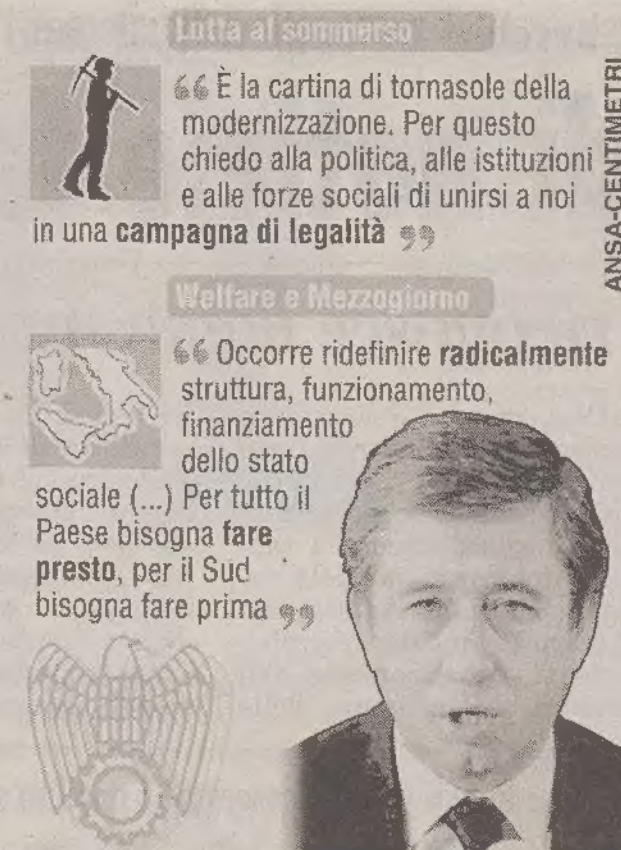 Lotta al sommerso
“ È la cartina di tornasole della
modernizzazione. Per questo
chiedo alla politica, alle istituzioni
e alle forze sociali di unirsi a noi
in una campagna di legalità ”
Welfare e Mezzogiorno
“ Occorre ridefinire radicalmente
struttura, funzionamento,
finanziamento
dello stato
sociale (...) Per tutto il
Paese bisogna fare
presto, per il Sud
bisogna fare prima ”
ANSA-CENTIMETRI